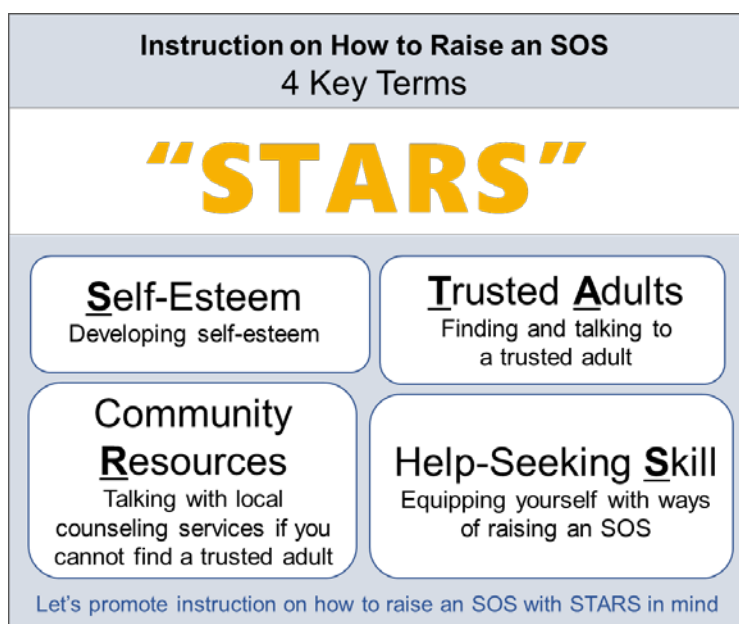 Instruction on How to Raise an SOS
4 Key Terms
“STARS”
Self-Esteem
Developing self-esteem
Trusted Adults
Finding and talking to
a trusted adult
Community
Resources
Talking with local
counseling services if you
cannot find a trusted adult
Help-Seeking Skill
Equipping yourself with ways
of raising an SOS
Let’s promote instruction on how to raise an SOS with STARS in mind